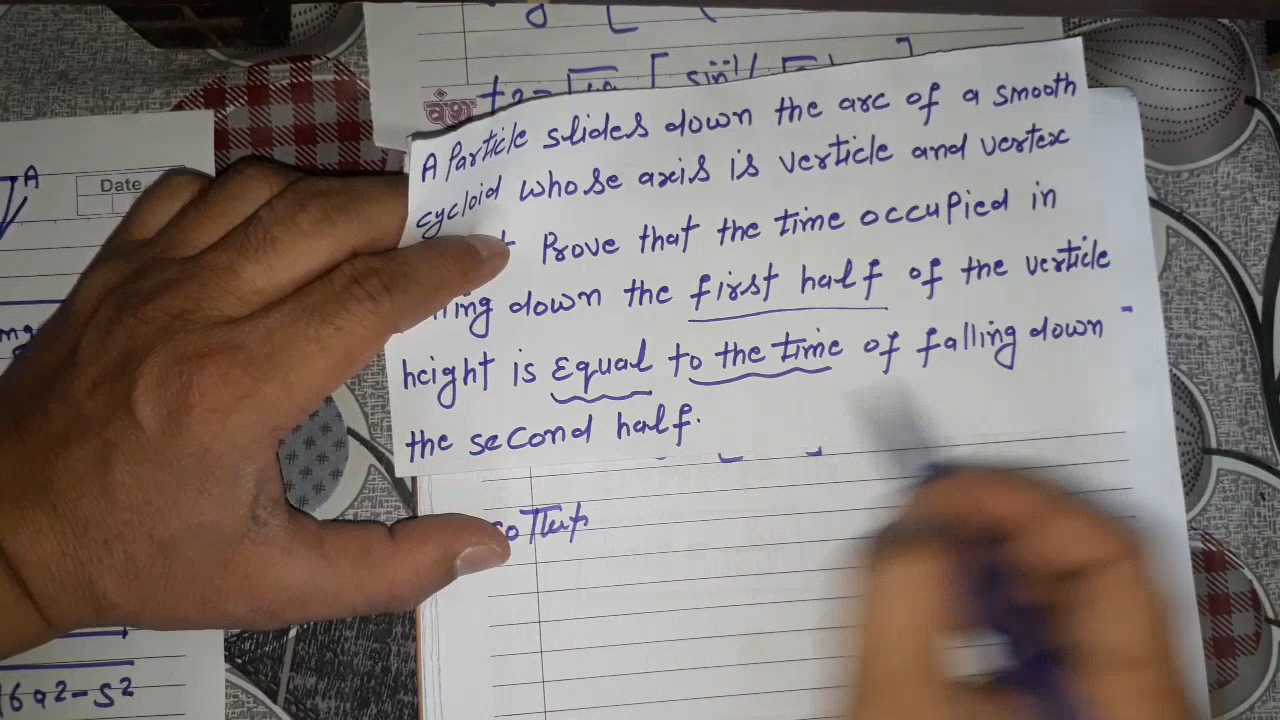 A
Date
वंश
A Particle slides down the arc of a smooth
cycloid whose axis is verticle and vertex
Prove that the time occupied in
down the first half of the verticle
height is Equal to the time of falling down
the second half.
16a²-s²